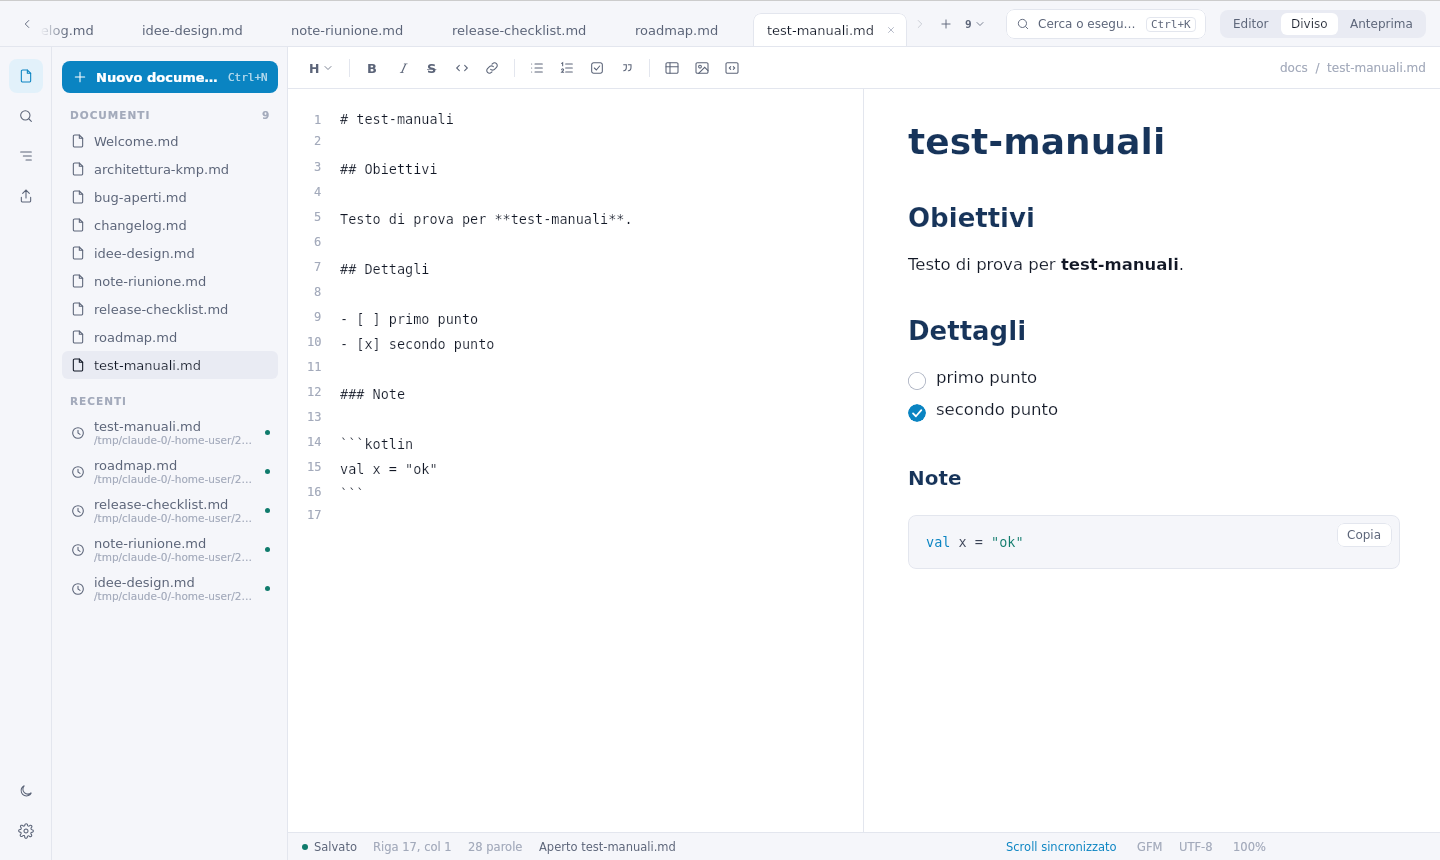 elog.md idee-design.md note-riunione.md release-checklist.md roadmap.md test-manuali.md × 9 Cerca o esegu... Ctrl+K Editor Diviso Anteprima
Nuovo docume... Ctrl+N
H B I S docs / test-manuali.md
DOCUMENTI 9
Welcome.md
architettura-kmp.md
bug-aperti.md
changelog.md
idee-design.md
note-riunione.md
release-checklist.md
roadmap.md
test-manuali.md
RECENTI
test-manuali.md
/tmp/claude-0/-home-user/2...
roadmap.md
/tmp/claude-0/-home-user/2...
release-checklist.md
/tmp/claude-0/-home-user/2...
note-riunione.md
/tmp/claude-0/-home-user/2...
idee-design.md
/tmp/claude-0/-home-user/2...
1 # test-manuali
2
3 ## Obiettivi
4
5 Testo di prova per **test-manuali**.
6
7 ## Dettagli
8
9 - [ ] primo punto
10 - [x] secondo punto
11
12 ### Note
13
14 ```kotlin
15 val x = "ok"
16 ```
17
test-manuali
Obiettivi
Testo di prova per test-manuali.
Dettagli
primo punto
secondo punto
Note
Copia
val x = "ok"
Salvato Riga 17, col 1 28 parole Aperto test-manuali.md Scroll sincronizzato GFM UTF-8 100%